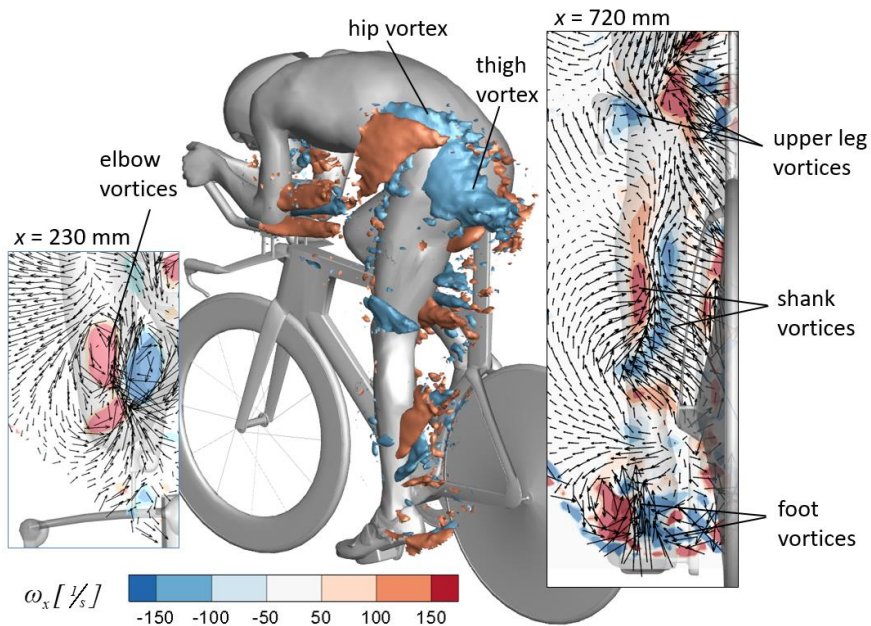 hip vortex
thigh
vortex
elbow
vortices
x = 230 mm
x = 720 mm
upper leg
vortices
shank
vortices
foot
vortices
ωx [ 1/s ]
-150 -100 -50 50 100 150